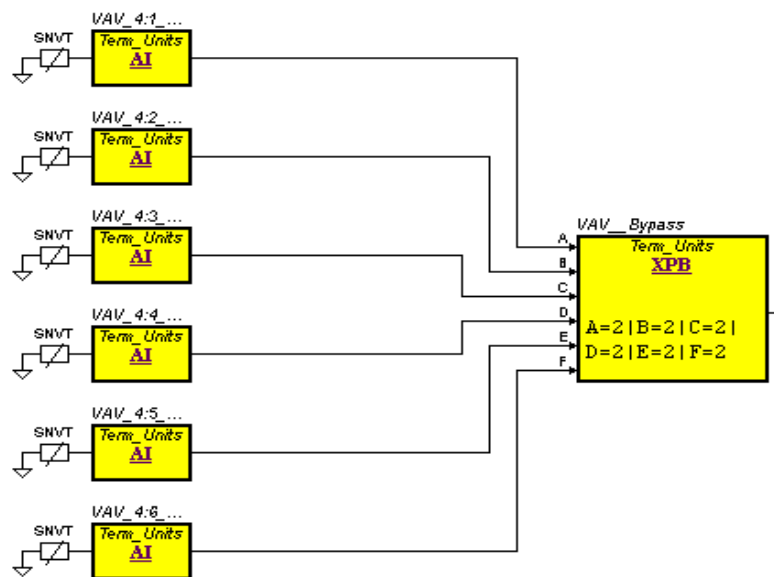 VAV_4:1_...
SNVT
Term_Units
AI
VAV_4:2_...
SNVT
Term_Units
AI
VAV_4:3_...
SNVT
Term_Units
AI
VAV__Bypass
A
Term_Units
B
XPB
C
VAV_4:4_...
D
A=2|B=2|C=2|
SNVT
Term_Units
E
D=2|E=2|F=2
AI
F
VAV_4:5_...
SNVT
Term_Units
AI
VAV_4:6_...
SNVT
Term_Units
AI